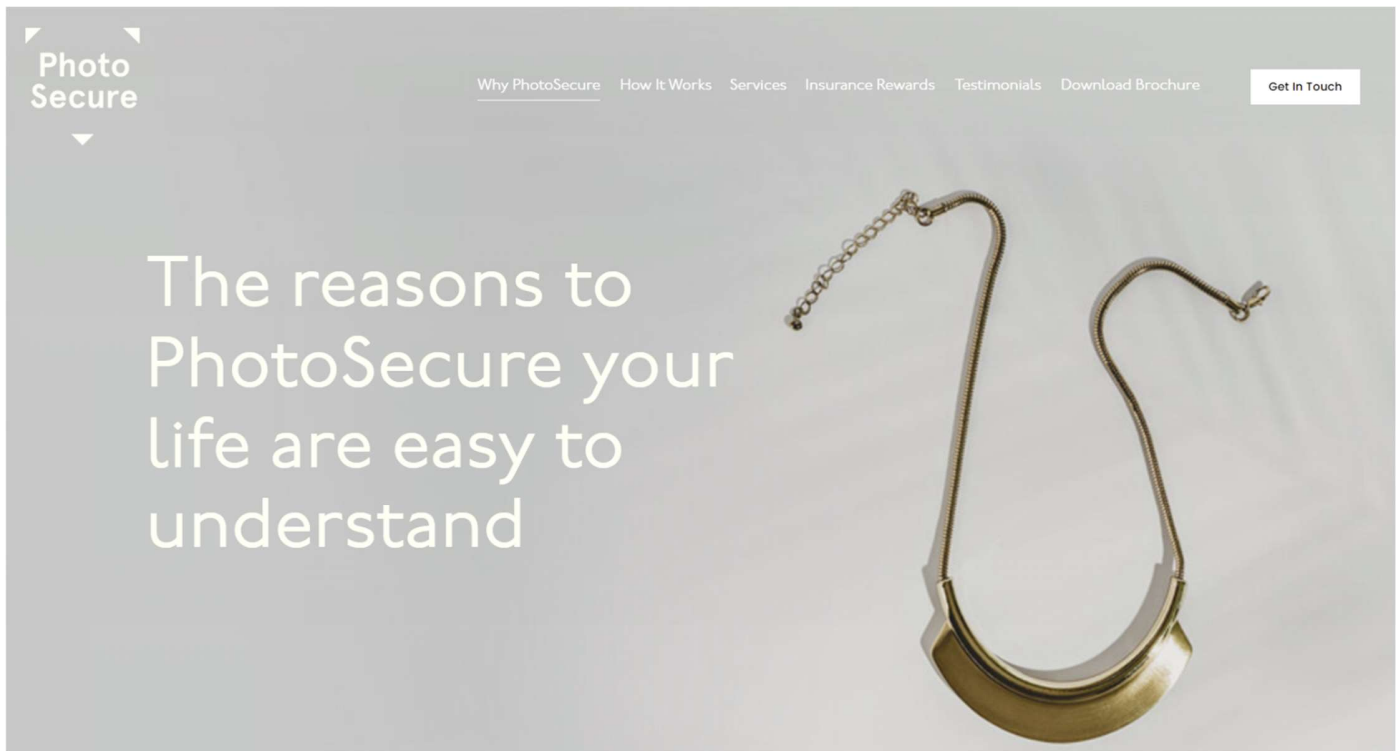 Photo
Secure
Why PhotoSecure How It Works Services Insurance Rewards Testimonials Download Brochure Get In Touch
The reasons to
PhotoSecure your
life are easy to
understand